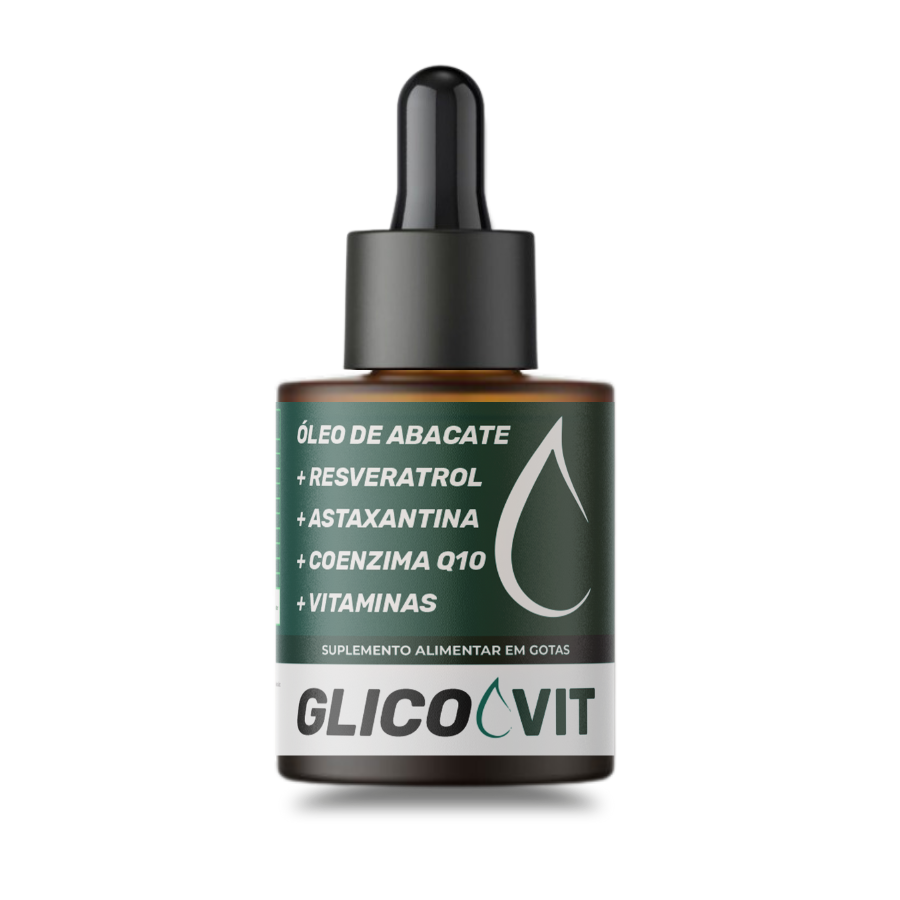 ÓLEO DE ABACATE
+ RESVERATROL
+ ASTAXANTINA
+ COENZIMA Q10
+ VITAMINAS
SUPLEMENTO ALIMENTAR EM GOTAS
GLICOVIT